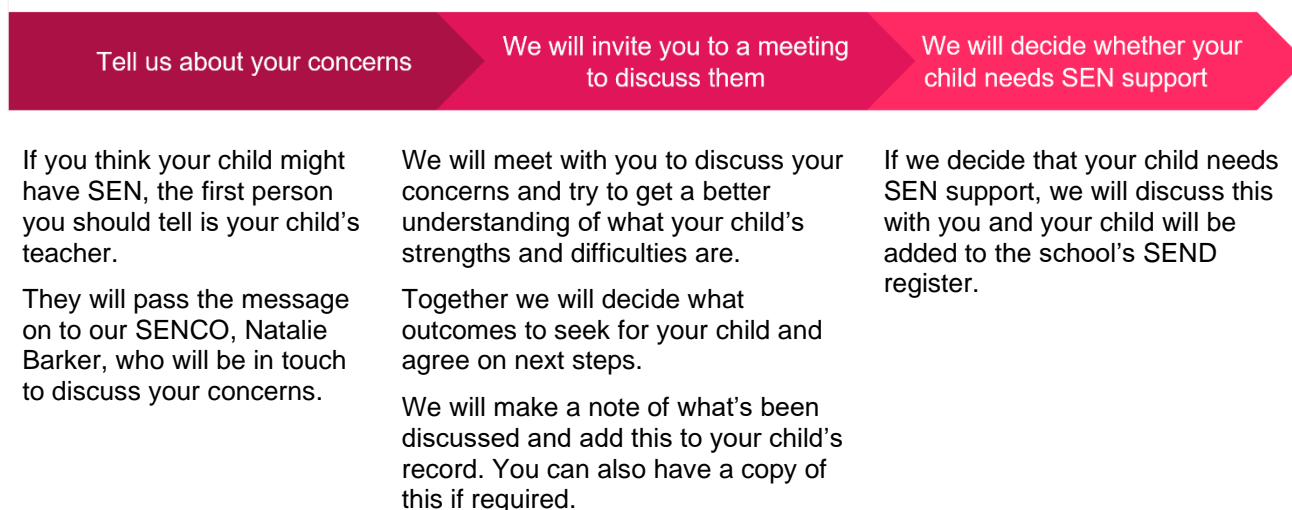 Tell us about your concerns
We will invite you to a meeting
to discuss them
We will decide whether your
child needs SEN support
If you think your child might
have SEN, the first person
you should tell is your child’s
teacher.
They will pass the message
on to our SENCO, Natalie
Barker, who will be in touch
to discuss your concerns.
We will meet with you to discuss your
concerns and try to get a better
understanding of what your child’s
strengths and difficulties are.
Together we will decide what
outcomes to seek for your child and
agree on next steps.
We will make a note of what’s been
discussed and add this to your child’s
record. You can also have a copy of
this if required.
If we decide that your child needs
SEN support, we will discuss this
with you and your child will be
added to the school’s SEND
register.